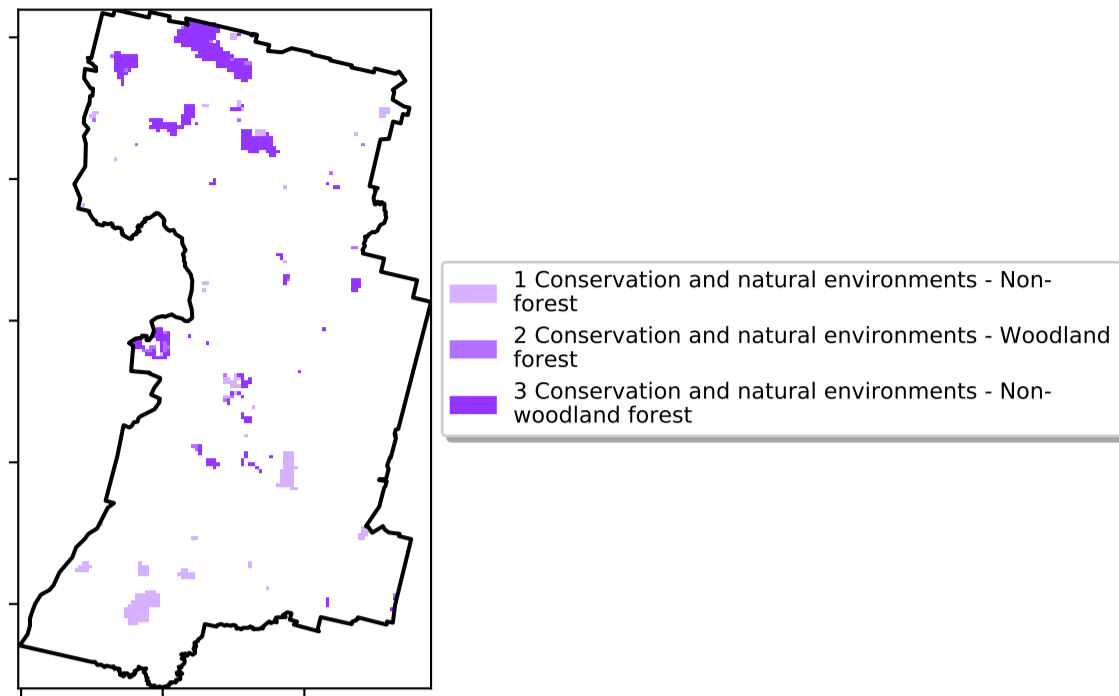 1 Conservation and natural environments - Non-
forest
2 Conservation and natural environments - Woodland
forest
3 Conservation and natural environments - Non-
woodland forest